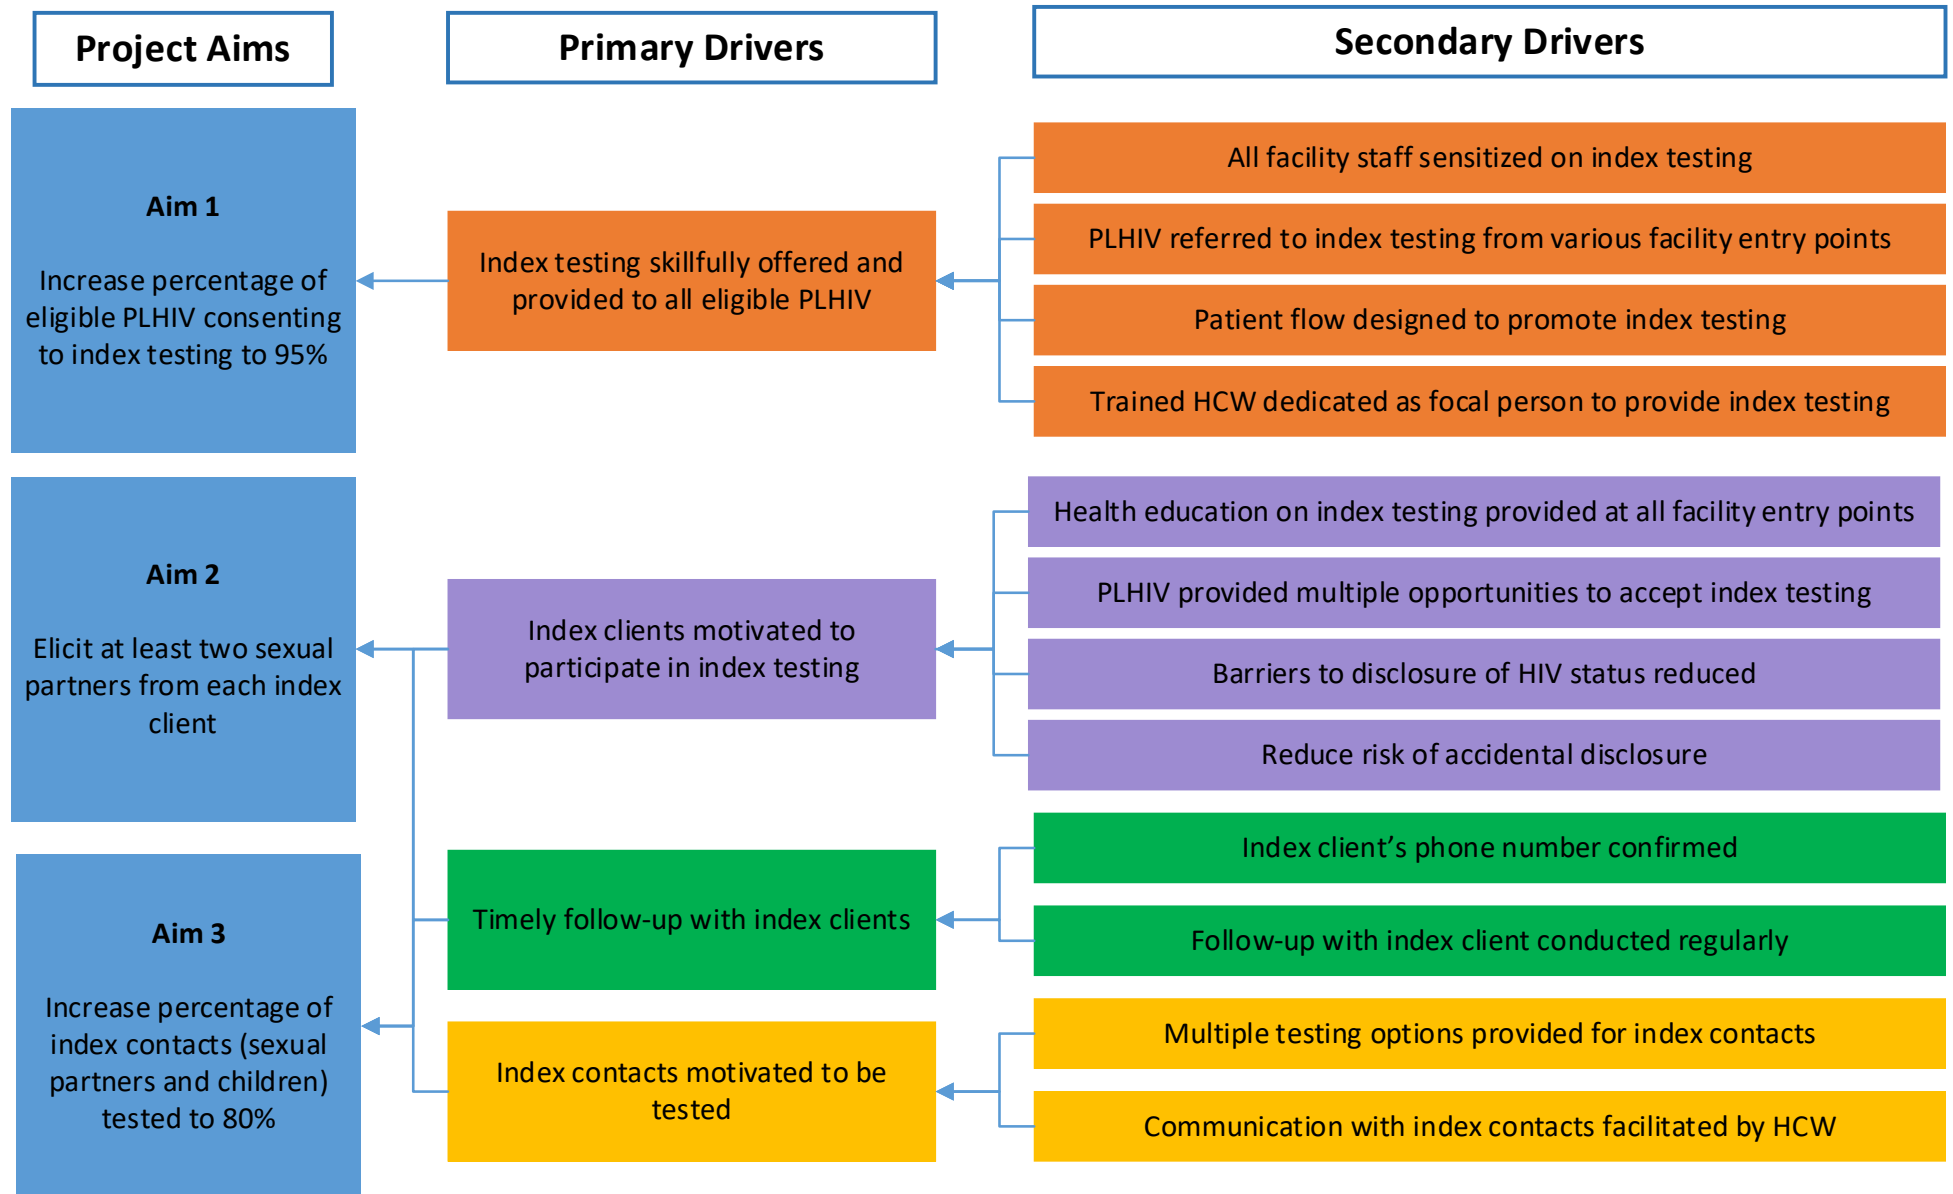 Project Aims
Primary Drivers
Secondary Drivers
Aim 1
Increase percentage of
eligible PLHIV consenting
to index testing to 95%
Index testing skillfully offered and
provided to all eligible PLHIV
All facility staff sensitized on index testing
PLHIV referred to index testing from various facility entry points
Patient flow designed to promote index testing
Trained HCW dedicated as focal person to provide index testing
Aim 2
Elicit at least two sexual
partners from each index
client
Index clients motivated to
participate in index testing
Health education on index testing provided at all facility entry points
PLHIV provided multiple opportunities to accept index testing
Barriers to disclosure of HIV status reduced
Reduce risk of accidental disclosure
Aim 3
Increase percentage of
index contacts (sexual
partners and children)
tested to 80%
Timely follow-up with index clients
Index client’s phone number confirmed
Follow-up with index client conducted regularly
Index contacts motivated to be
tested
Multiple testing options provided for index contacts
Communication with index contacts facilitated by HCW